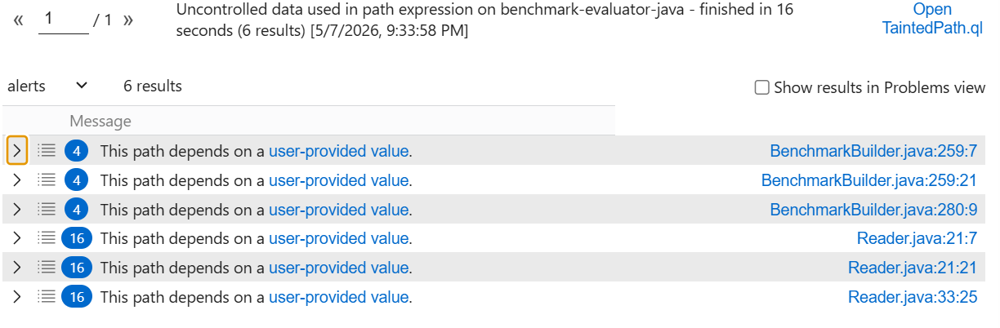 « 1 / 1 »
Uncontrolled data used in path expression on benchmark-evaluator-java - finished in 16
seconds (6 results) [5/7/2026, 9:33:58 PM]
Open
TaintedPath.ql
alerts 6 results Show results in Problems view
Message
4 This path depends on a user-provided value. BenchmarkBuilder.java:259:7
4 This path depends on a user-provided value. BenchmarkBuilder.java:259:21
4 This path depends on a user-provided value. BenchmarkBuilder.java:280:9
16 This path depends on a user-provided value. Reader.java:21:7
16 This path depends on a user-provided value. Reader.java:21:21
16 This path depends on a user-provided value. Reader.java:33:25